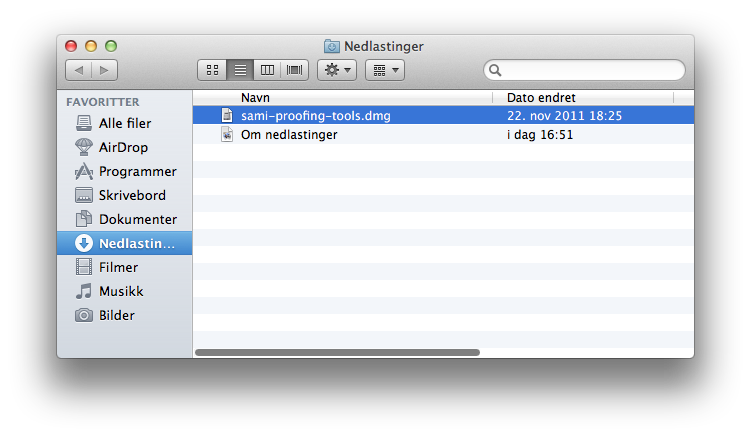 Nedlastinger
FAVORITTER
Alle filer
AirDrop
Programmer
Skrivebord
Dokumenter
Nedlastin...
Filmer
Musikk
Bilder
Navn Dato endret
sami-proofing-tools.dmg 22. nov 2011 18:25
Om nedlastinger i dag 16:51